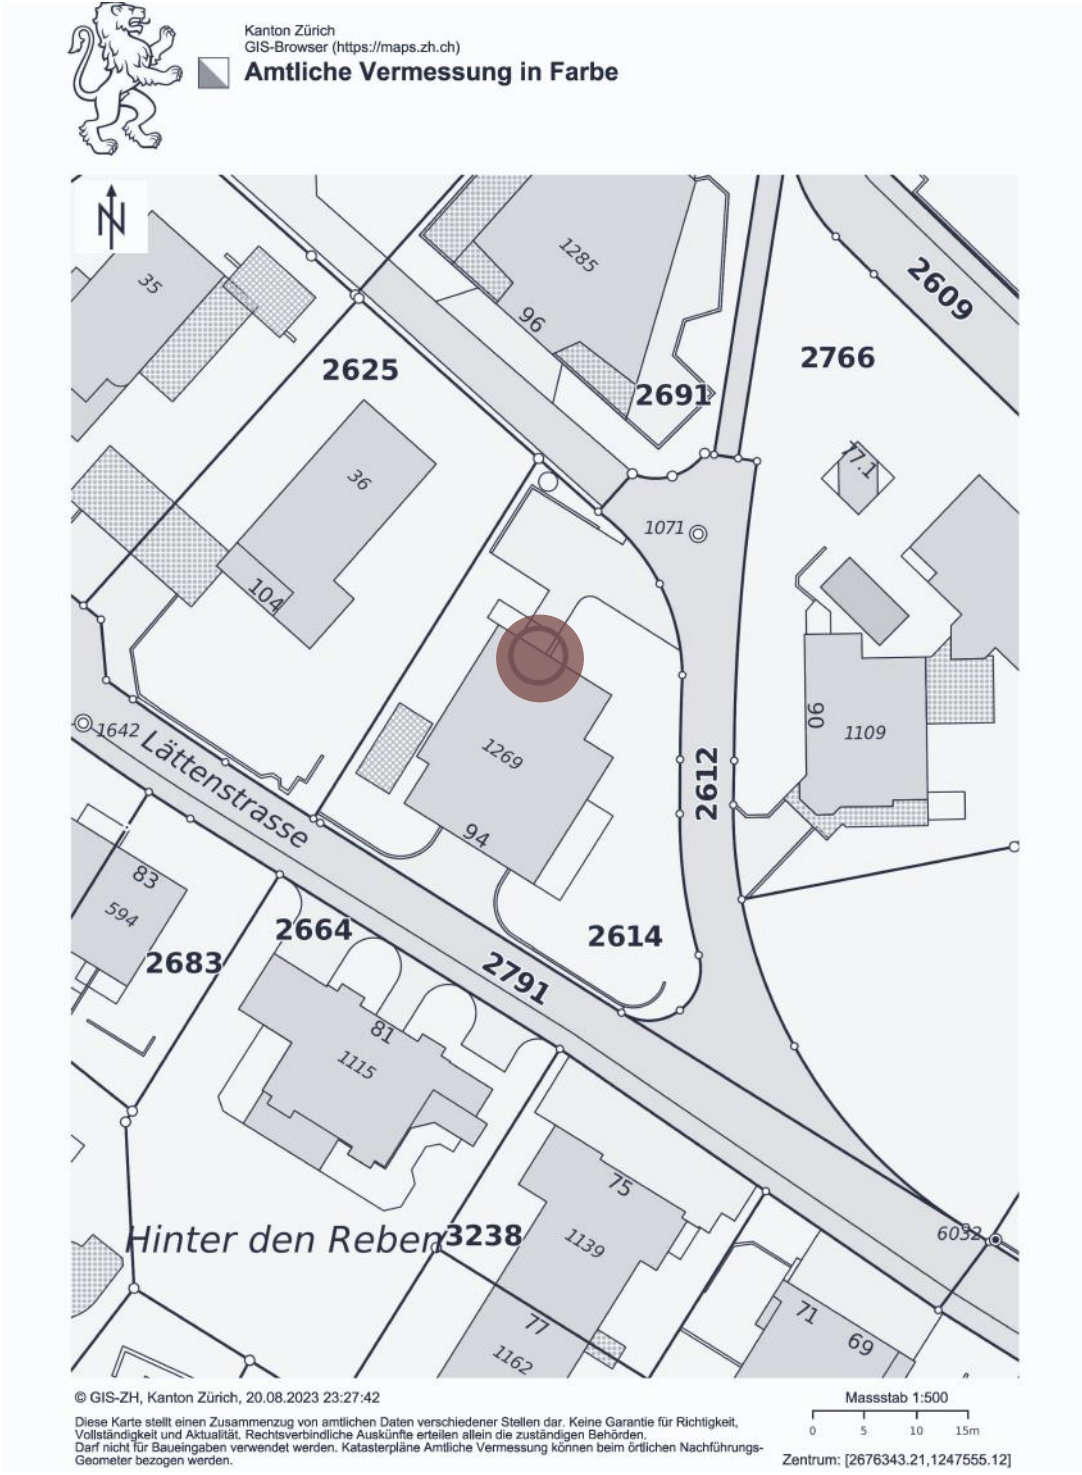 Kanton Zürich
GIS-Browser (https://maps.zh.ch)
Amtliche Vermessung in Farbe
N
35
1285
96
2609
2625
2766
2691
36
77.1
1071
104
90
1109
1642
Lättenstrasse
1269
2612
94
83
594
2664
2614
2683
2791
81
1115
75
Hinter den Reben
3238
1139
6032
77
1162
71
69
© GIS-ZH, Kanton Zürich, 20.08.2023 23:27:42
Massstab 1:500
Diese Karte stellt einen Zusammenzug von amtlichen Daten verschiedener Stellen dar. Keine Garantie für Richtigkeit,
Vollständigkeit und Aktualität. Rechtsverbindliche Auskünfte erteilen allein die zuständigen Behörden.
Darf nicht für Baueingaben verwendet werden. Katasterpläne Amtliche Vermessung können beim örtlichen Nachführungs-
Geometer bezogen werden.
0 5 10 15m
Zentrum: [2676343.21,1247555.12]